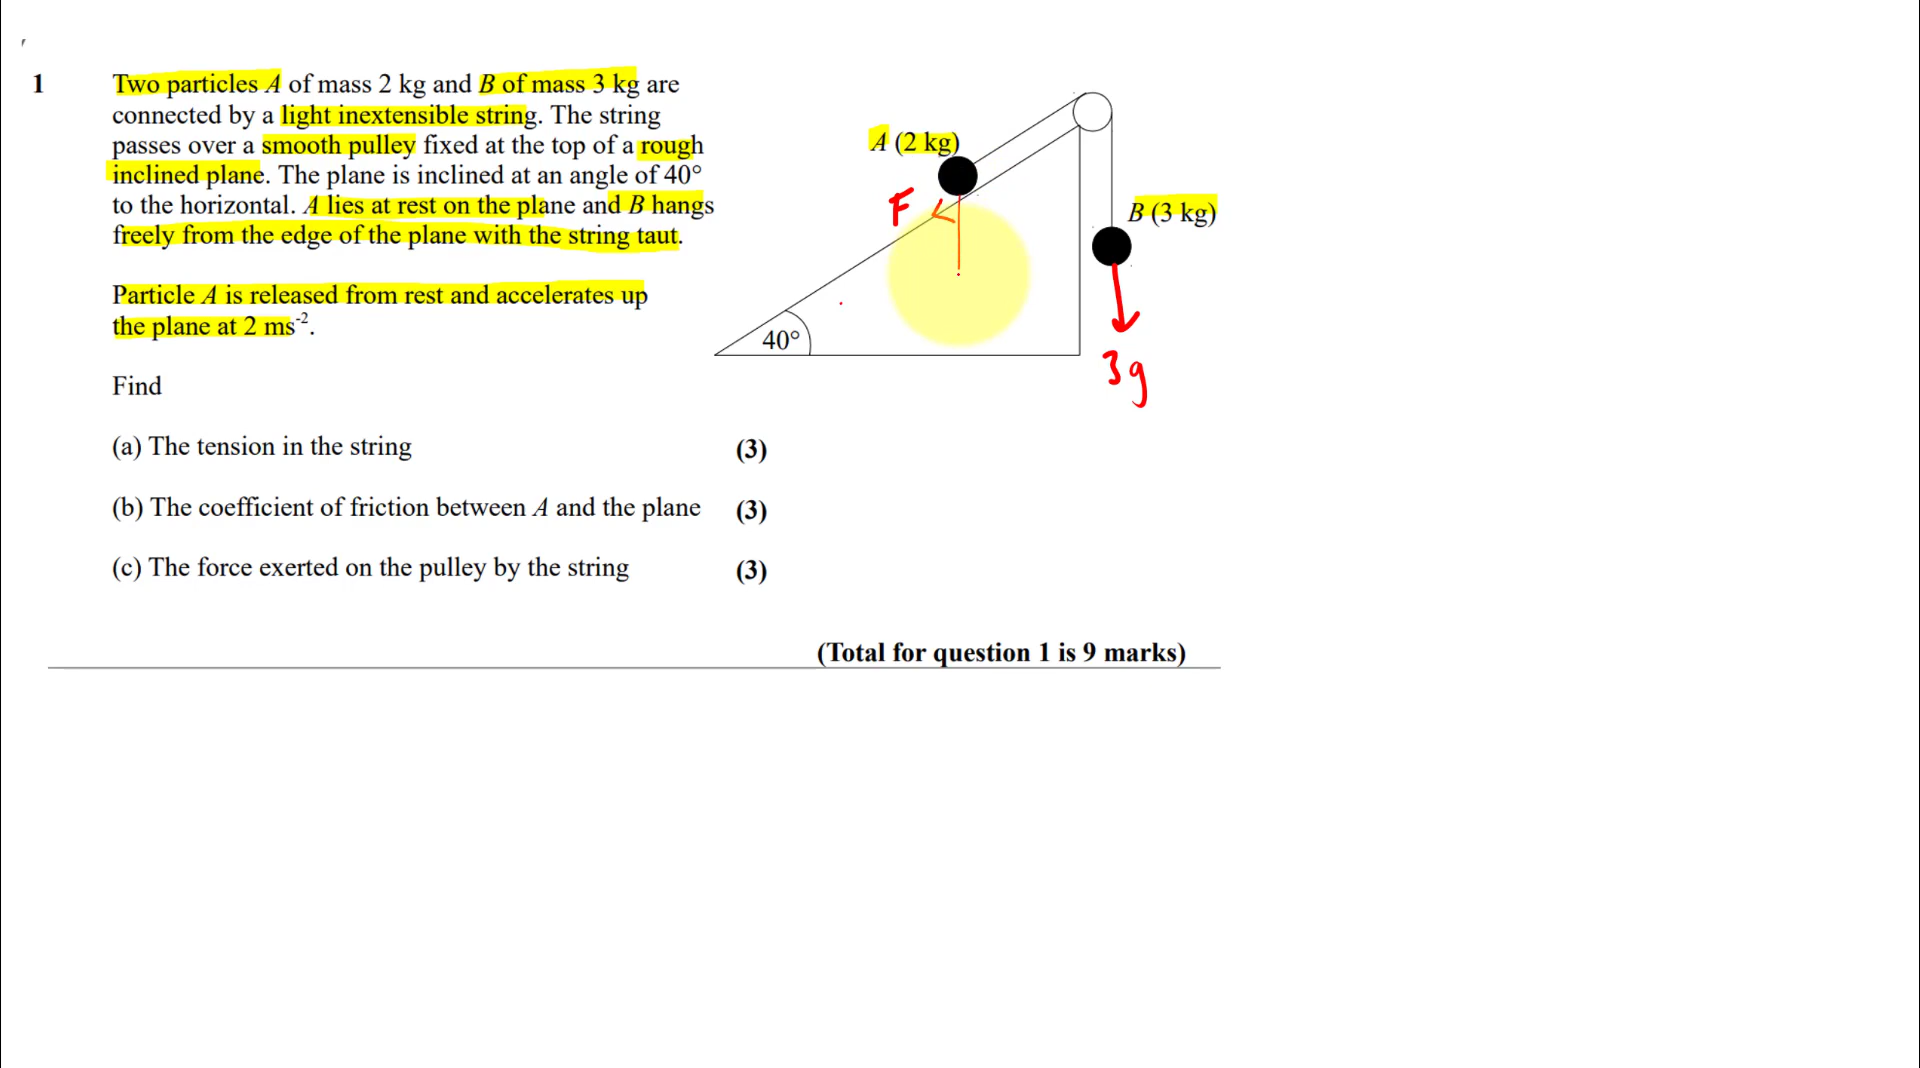 1
Two particles A of mass 2 kg and B of mass 3 kg are
connected by a light inextensible string. The string
passes over a smooth pulley fixed at the top of a rough
inclined plane. The plane is inclined at an angle of 40°
to the horizontal. A lies at rest on the plane and B hangs
freely from the edge of the plane with the string taut.
Particle A is released from rest and accelerates up
the plane at 2 ms⁻².
A (2 kg)
F
B (3 kg)
40°
3g
Find
(a) The tension in the string (3)
(b) The coefficient of friction between A and the plane (3)
(c) The force exerted on the pulley by the string (3)
(Total for question 1 is 9 marks)